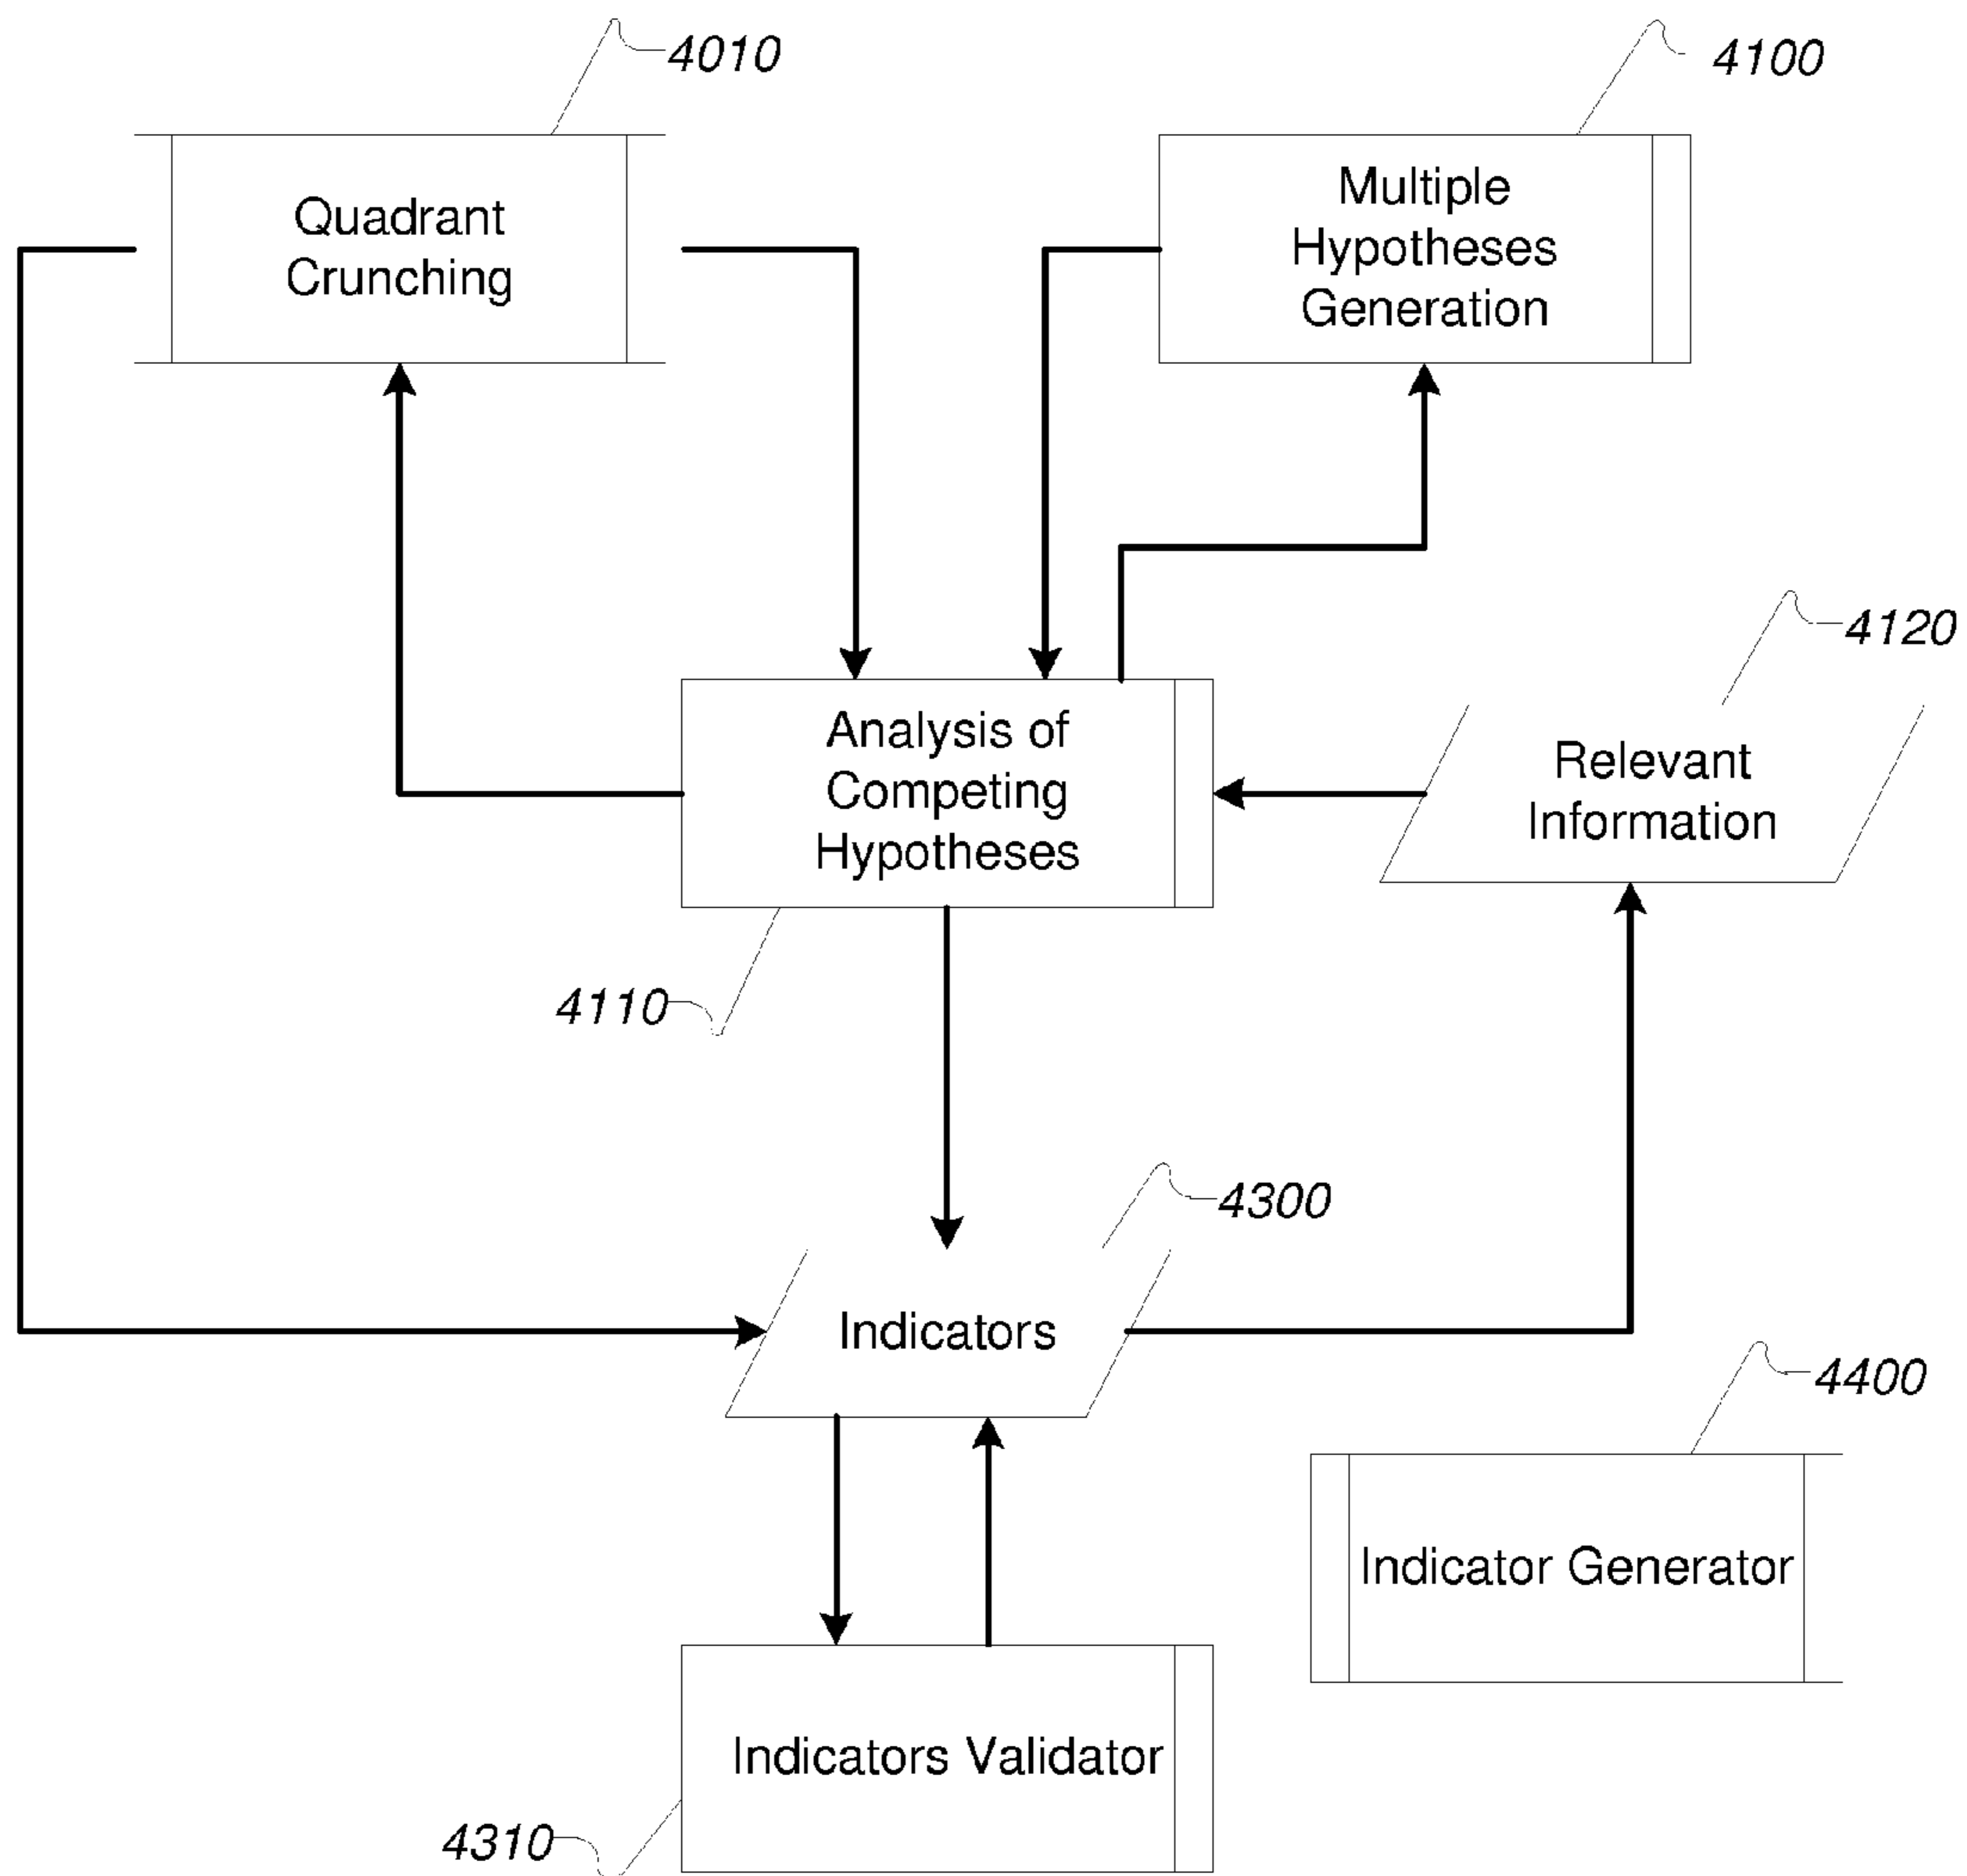 4010
4100
Quadrant
Crunching
Multiple
Hypotheses
Generation
4120
Analysis of
Competing
Hypotheses
Relevant
Information
4110
4300
Indicators
4400
Indicator Generator
Indicators Validator
4310